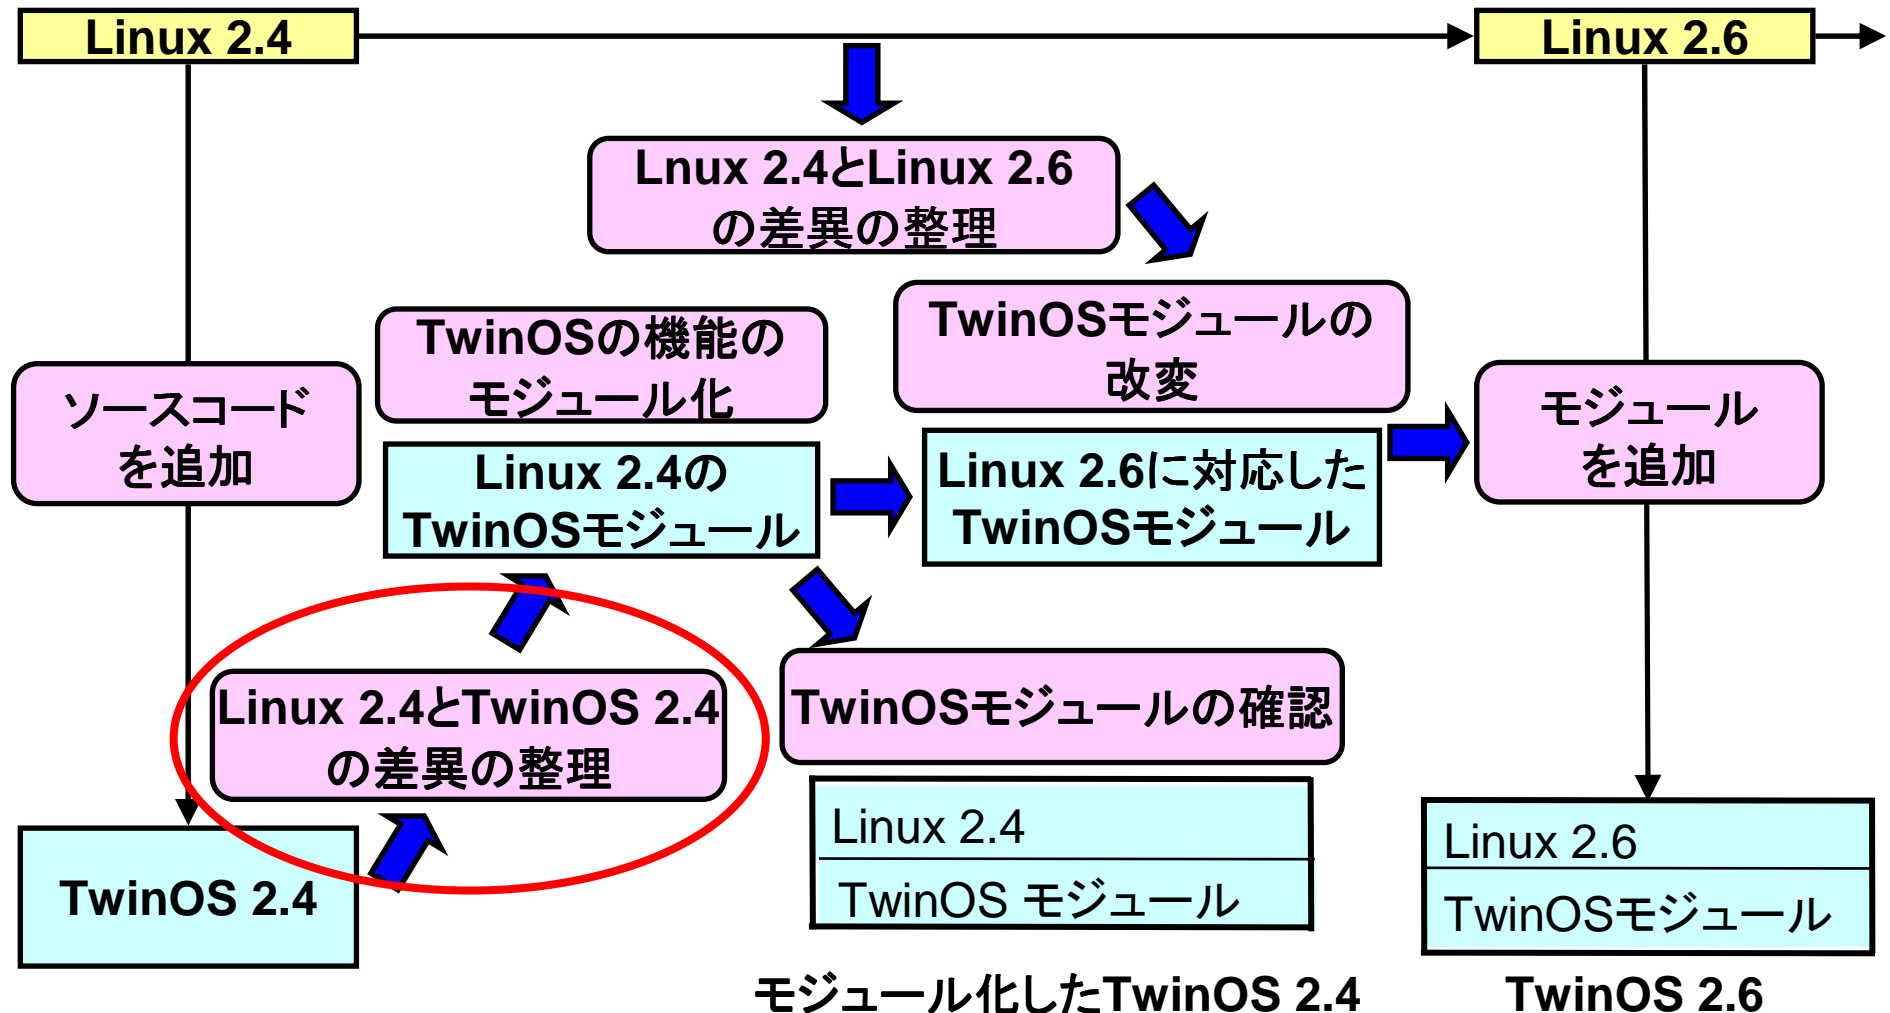 Linux 2.4
Linux 2.6
Lnux 2.4とLinux 2.6
の差異の整理
TwinOSの機能の
モジュール化
TwinOSモジュールの
改変
ソースコード
を追加
モジュール
を追加
Linux 2.4の
TwinOSモジュール
Linux 2.6に対応した
TwinOSモジュール
Linux 2.4とTwinOS 2.4
の差異の整理
TwinOSモジュールの確認
TwinOS 2.4
Linux 2.4
TwinOS モジュール
Linux 2.6
TwinOSモジュール
モジュール化したTwinOS 2.4
TwinOS 2.6